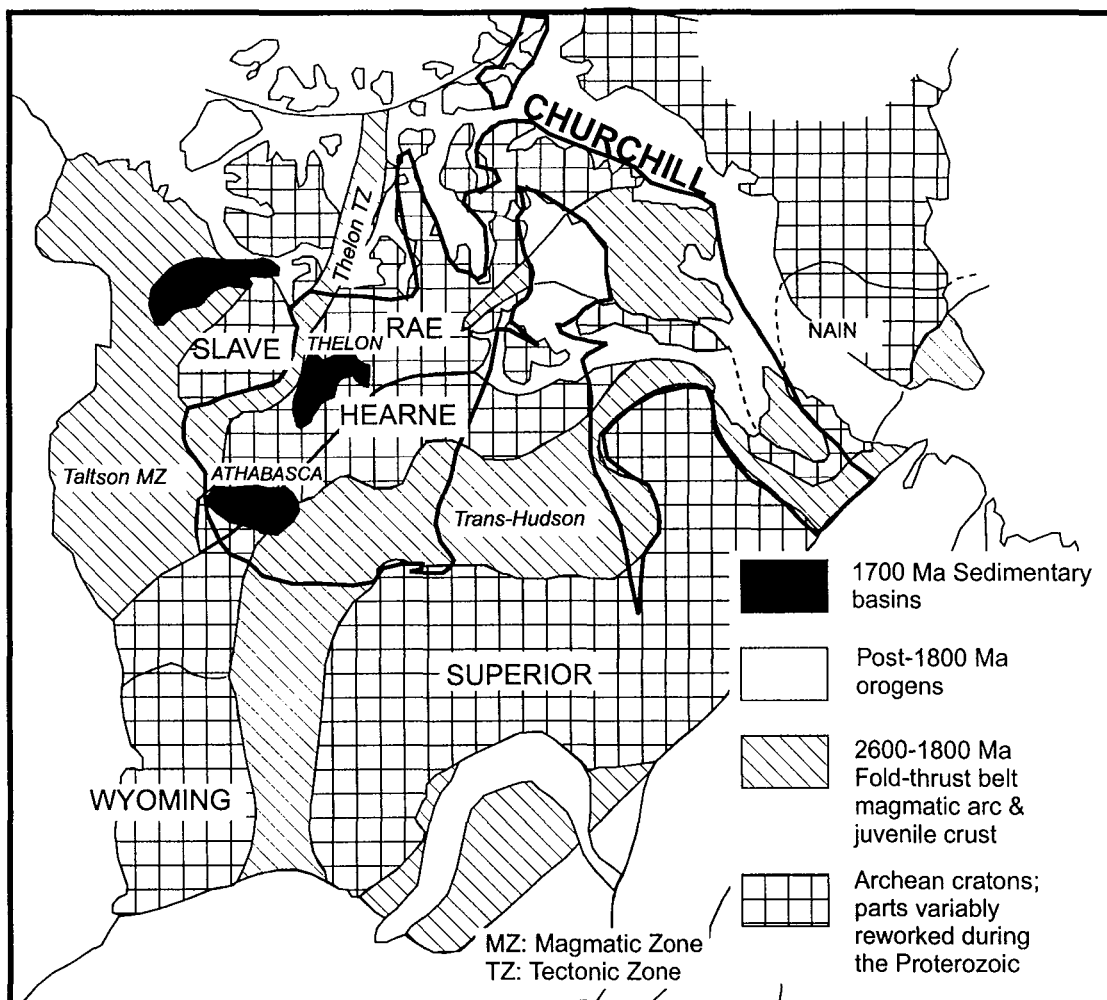 CHURCHILL
Thelon TZ
NAIN
SLAVE
THELON
RAE
HEARNE
Taltson MZ
ATHABASCA
Trans-Hudson
SUPERIOR
WYOMING
1700 Ma Sedimentary
basins
Post-1800 Ma
orogens
2600-1800 Ma
Fold-thrust belt
magmatic arc &
juvenile crust
Archean cratons;
parts variably
reworked during
the Proterozoic
MZ: Magmatic Zone
TZ: Tectonic Zone